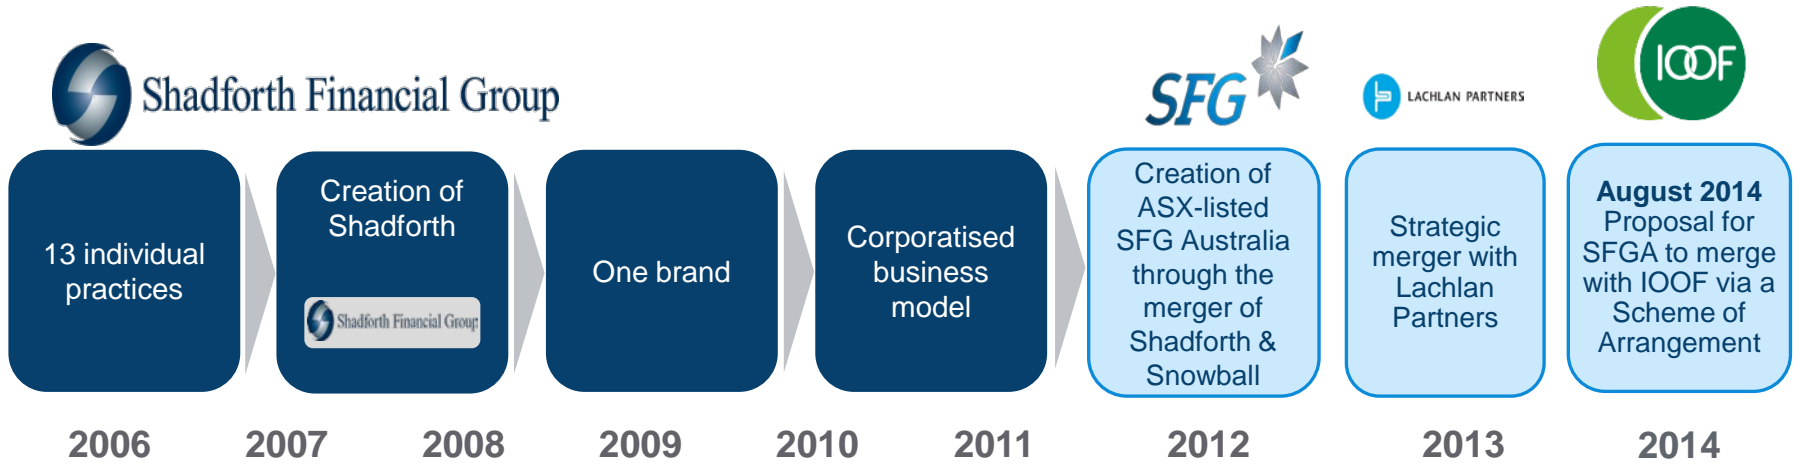 Shadforth Financial Group
SFG
LACHLAN PARTNERS
IOOF
13 individual
practices
Creation of
Shadforth
Shadforth Financial Group
One brand
Corporatised
business
model
Creation of
ASX-listed
SFG Australia
through the
merger of
Shadforth &
Snowball
Strategic
merger with
Lachlan
Partners
August 2014
Proposal for
SFGA to merge
with IOOF via a
Scheme of
Arrangement
2006 2007 2008 2009 2010 2011 2012 2013 2014